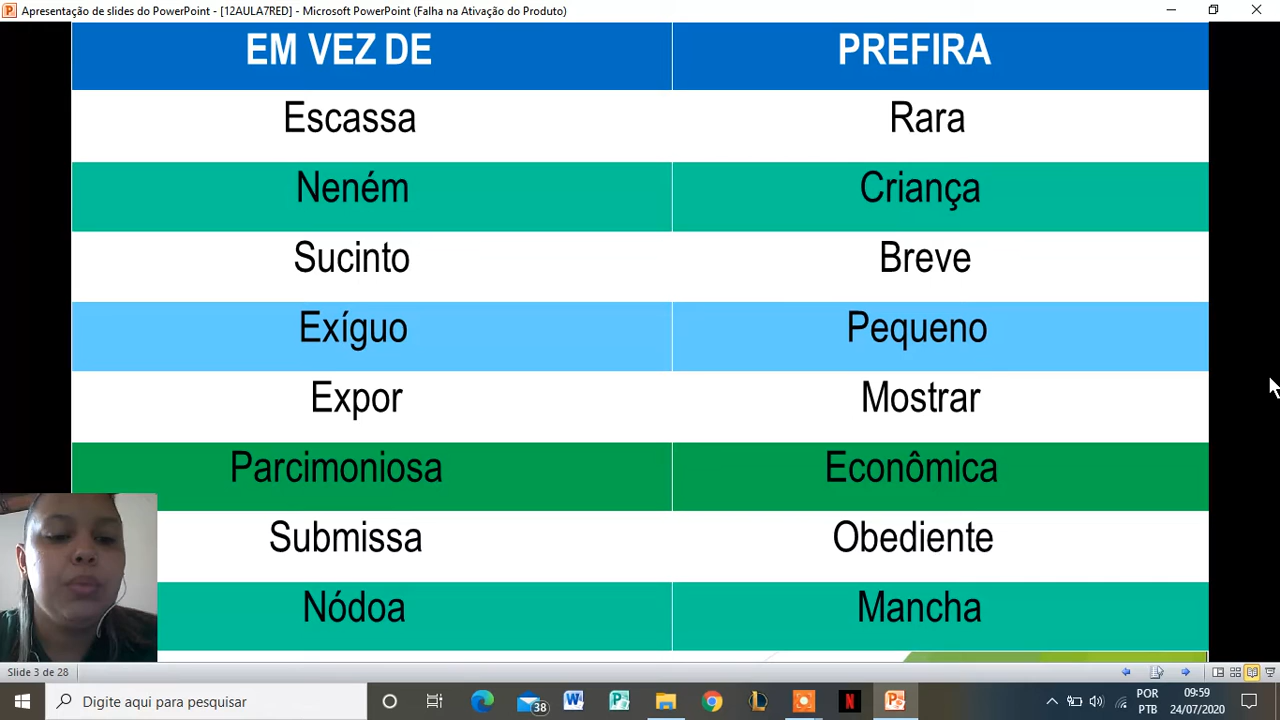 Apresentação de slides do PowerPoint - [12AULA7RED] - Microsoft PowerPoint (Falha na Ativação do Produto)
EM VEZ DE PREFIRA
Escassa Rara
Neném Criança
Sucinto Breve
Exíguo Pequeno
Expor Mostrar
Parcimoniosa Econômica
Submissa Obediente
Nódoa Mancha
Slide 3 de 28
Digite aqui para pesquisar
38
POR
PTB
09:59
24/07/2020